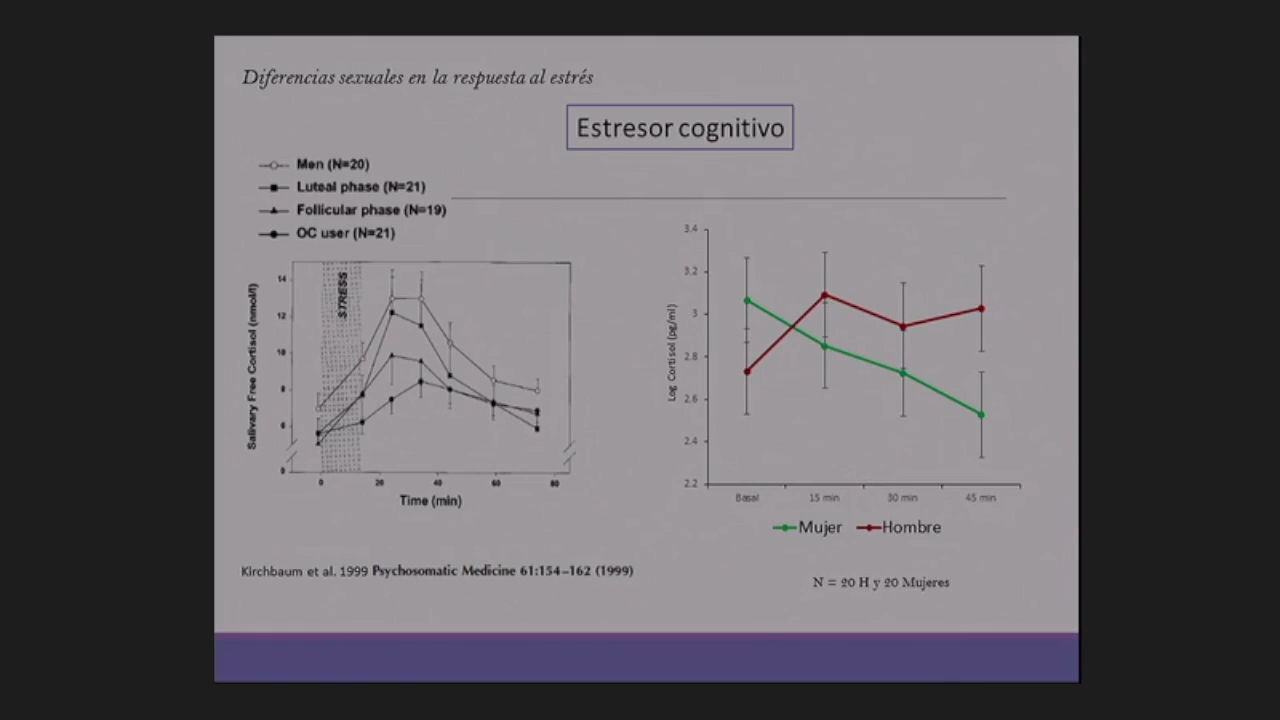 Diferencias sexuales en la respuesta al estrés
Estresor cognitivo
Men (N=20)
Luteal phase (N=21)
Follicular phase (N=19)
OC user (N=21)
STRESS
Salivary Free Cortisol (nmol/l)
14
12
10
8
6
0
0 20 40 60 80
Time (min)
3.4
3.2
3
2.8
2.6
2.4
2.2
Log Cortisol (pg/ml)
Basal 15 min 30 min 45 min
Mujer Hombre
Kirchbaum et al. 1999 Psychosomatic Medicine 61:154–162 (1999)
N = 20 H y 20 Mujeres